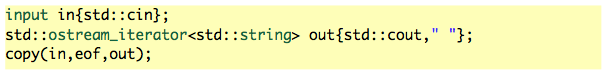 input in{std::cin};
std::ostream_iterator<std::string> out{std::cout," "};
copy(in,eof,out);